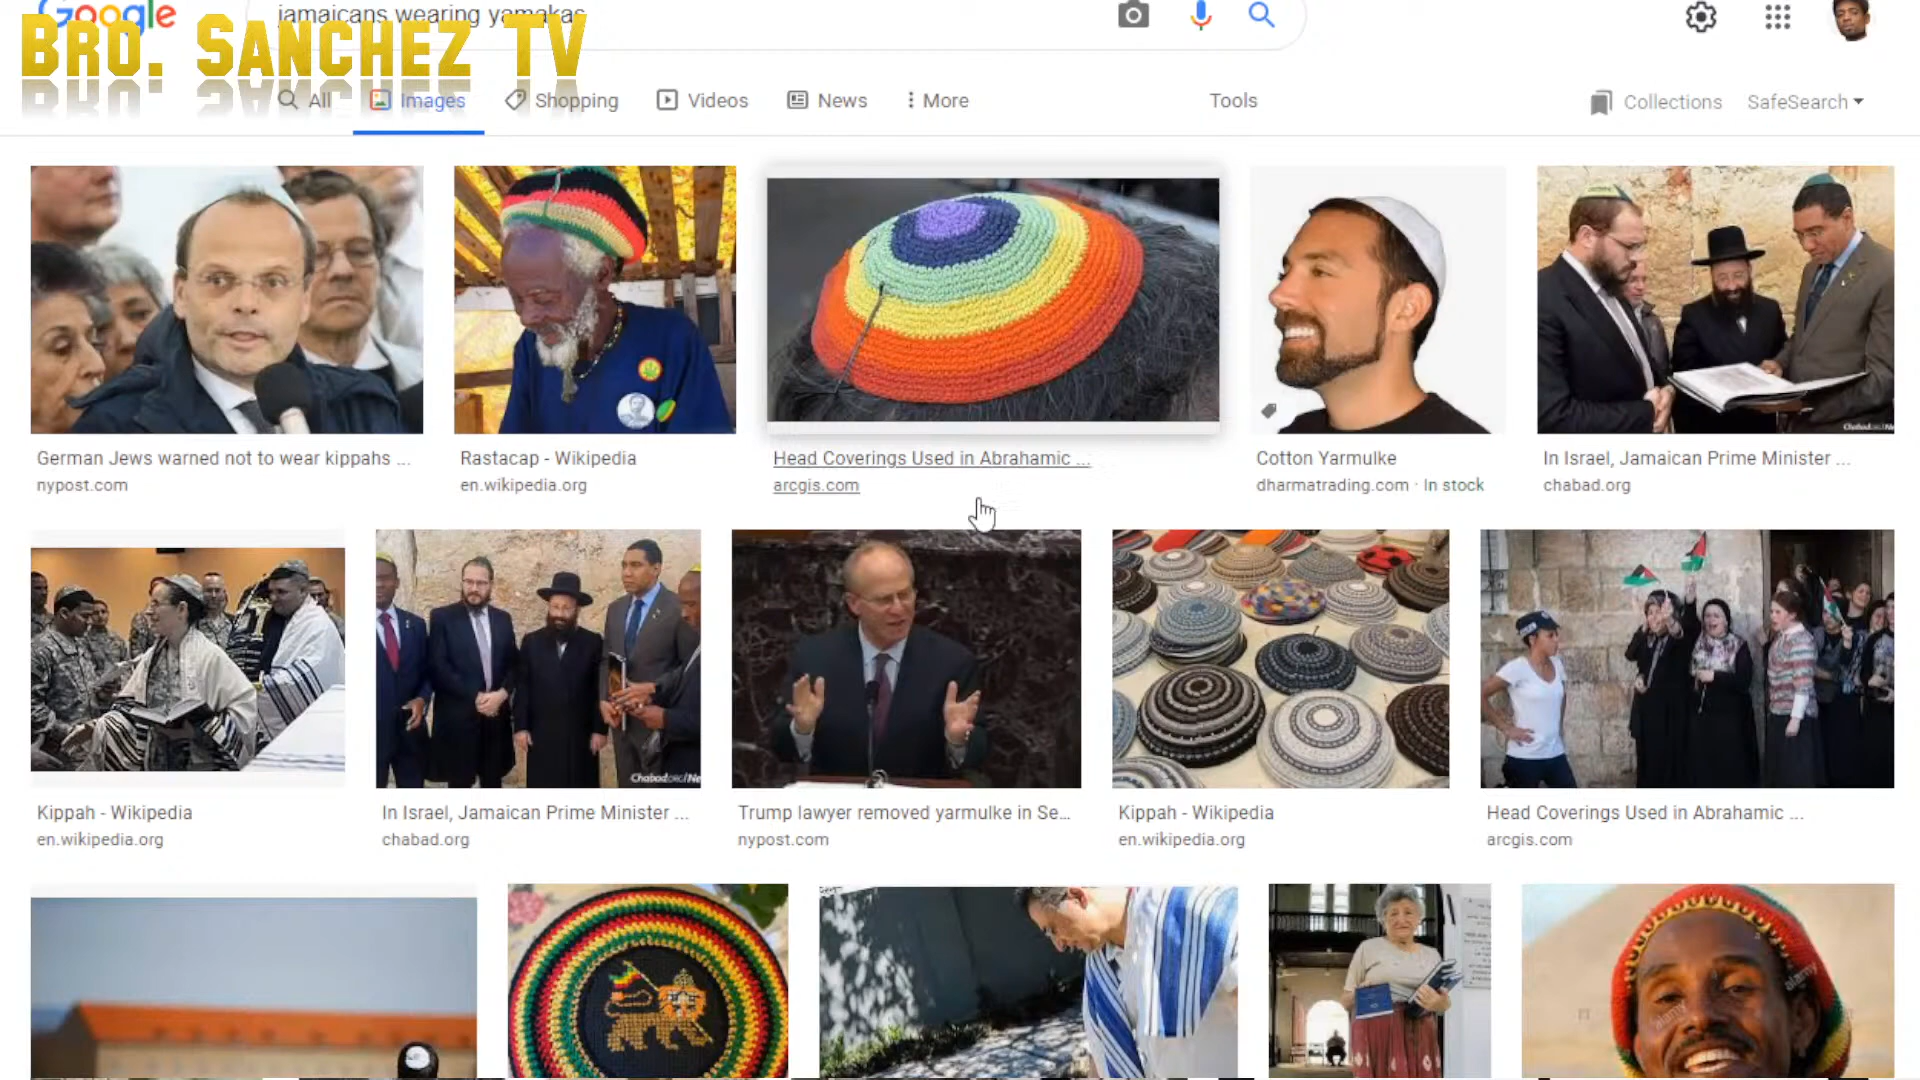 Google
jamaicans wearing yamakas
BRO. SANCHEZ TV
All
Images
Shopping
Videos
News
More
Tools
Collections
SafeSearch
German Jews warned not to wear kippahs ...
nypost.com
Rastacap - Wikipedia
en.wikipedia.org
Head Coverings Used in Abrahamic ...
arcgis.com
Cotton Yarmulke
dharmatrading.com · In stock
In Israel, Jamaican Prime Minister ...
chabad.org
Kippah - Wikipedia
en.wikipedia.org
In Israel, Jamaican Prime Minister ...
chabad.org
Trump lawyer removed yarmulke in Se...
nypost.com
Kippah - Wikipedia
en.wikipedia.org
Head Coverings Used in Abrahamic ...
arcgis.com
alamy
alamy